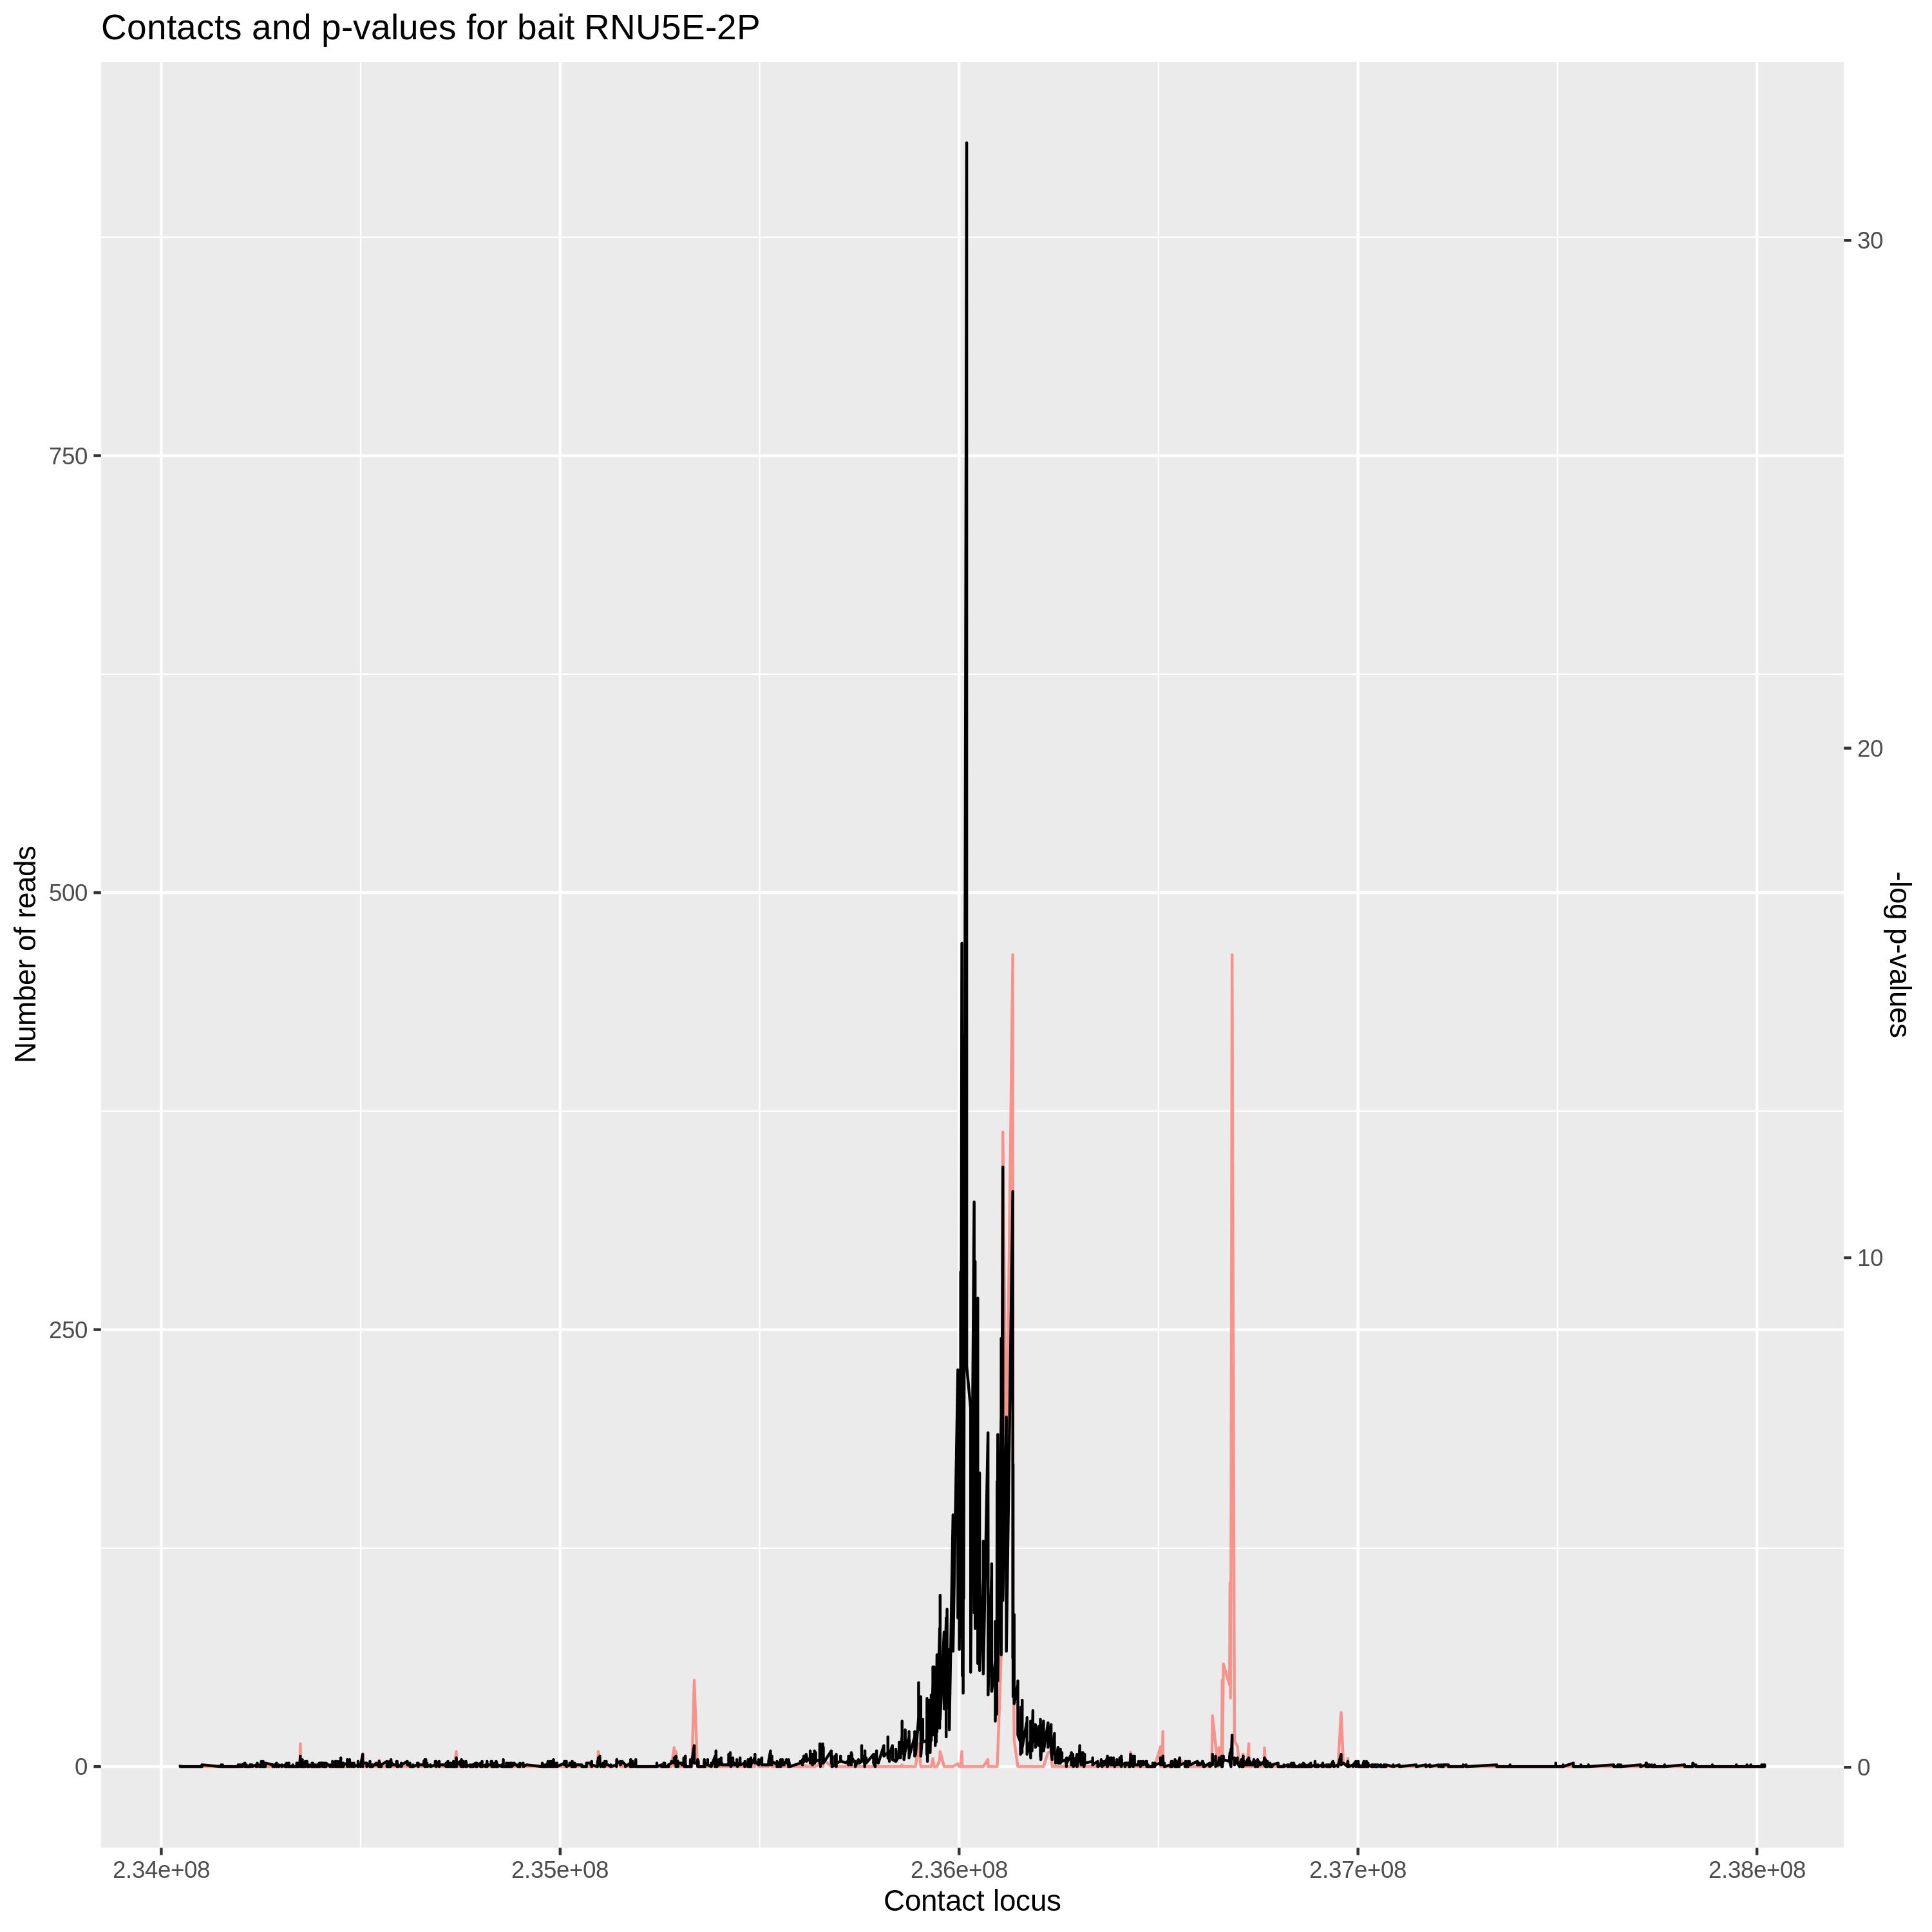 Contacts and p-values for bait RNU5E-2P
Number of reads
750
500
250
0
30
20
10
0
-log p-values
2.34e+08
2.35e+08
2.36e+08
2.37e+08
2.38e+08
Contact locus